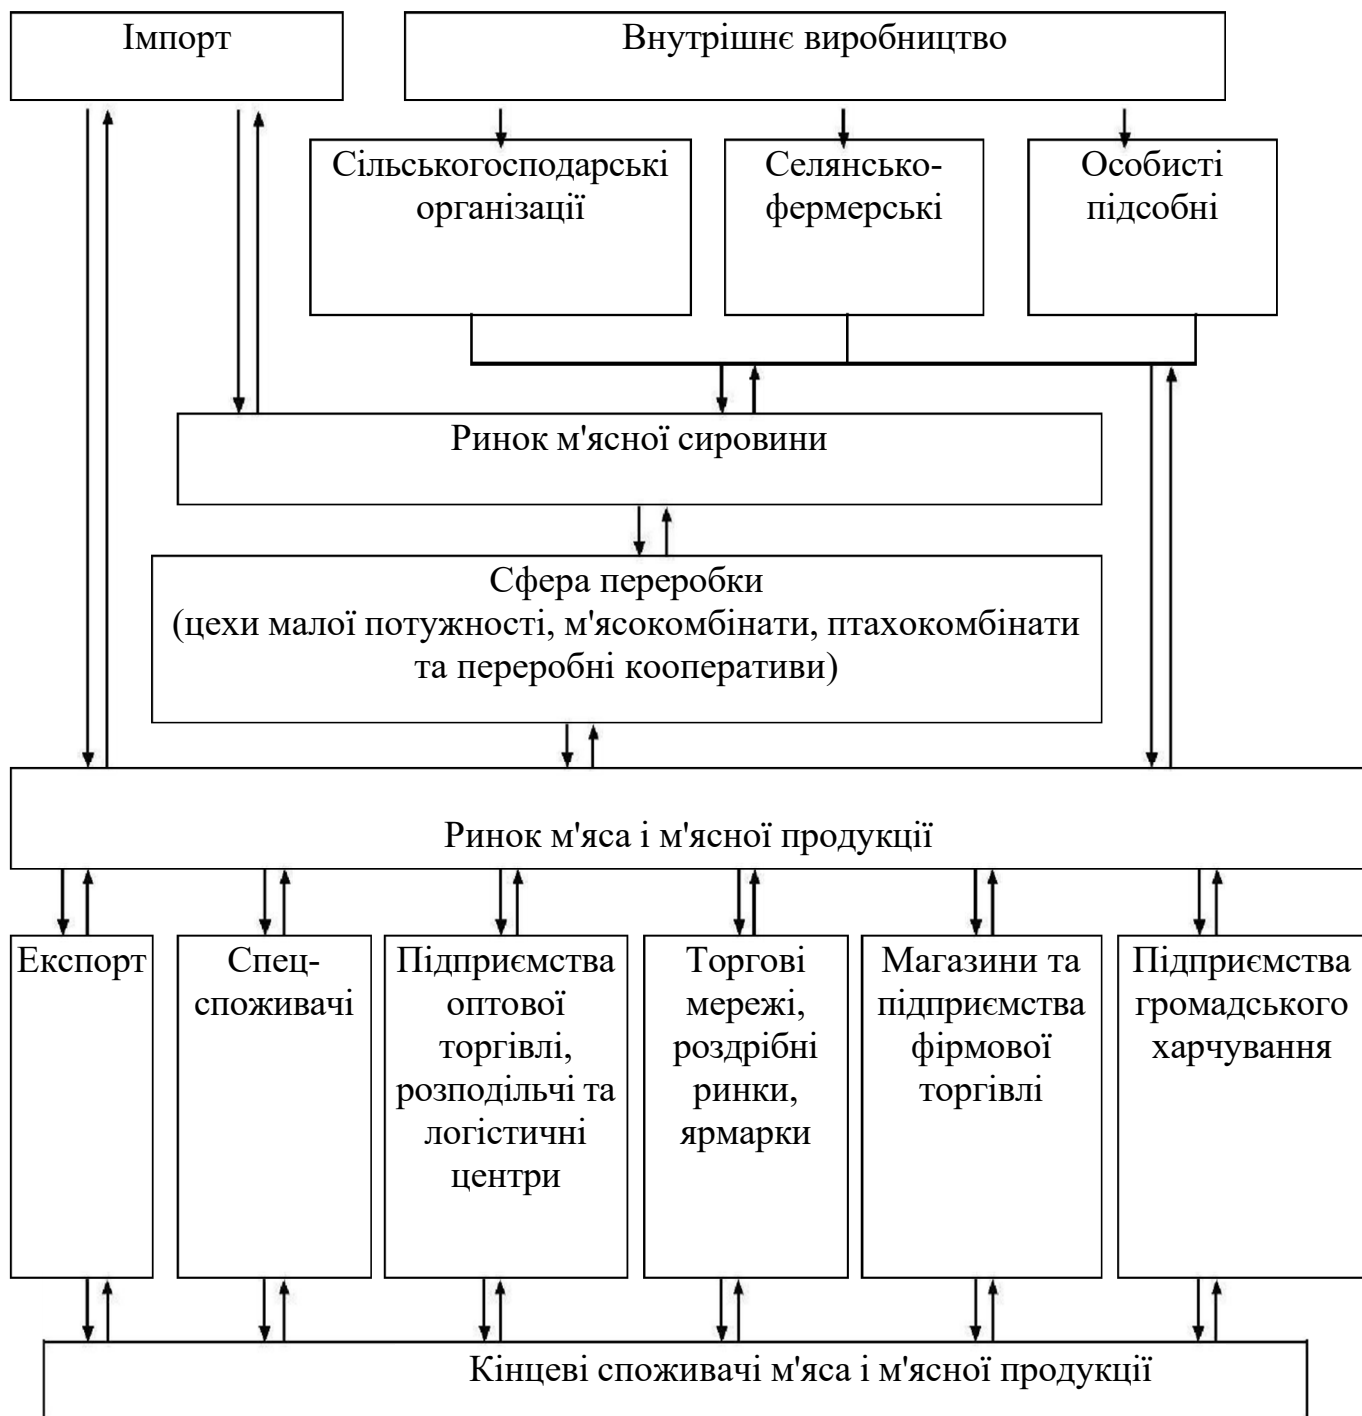 Імпорт
Внутрішнє виробництво
Сільськогосподарські
організації
Селянсько-
фермерські
Особисті
підсобні
Ринок м'ясної сировини
Сфера переробки
(цехи малої потужності, м'ясокомбінати, птахокомбінати
та переробні кооперативи)
Ринок м'яса і м'ясної продукції
Експорт
Спец-
споживачі
Підприємства
оптової
торгівлі,
розподільчі та
логістичні
центри
Торгові
мережі,
роздрібні
ринки,
ярмарки
Магазини та
підприємства
фірмової
торгівлі
Підприємства
громадського
харчування
Кінцеві споживачі м'яса і м'ясної продукції